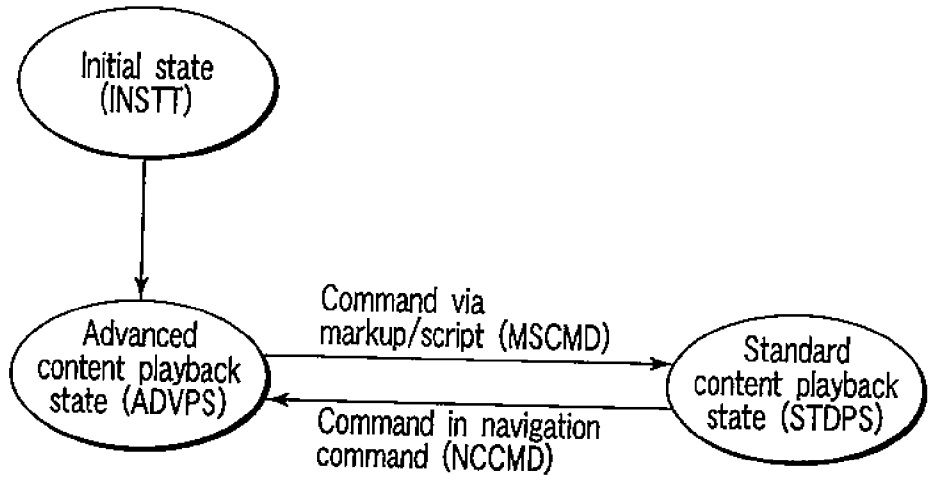 Initial state
(INSTT)
Command via
markup/script (MSCMD)
Advanced
content playback
state (ADVPS)
Standard
content playback
state (STDPS)
Command in navigation
command (NCCMD)